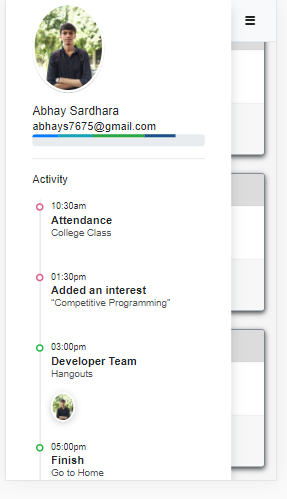 Abhay Sardhara
abhays7675@gmail.com
Activity
10:30am
Attendance
College Class
01:30pm
Added an interest
"Competitive Programming"
03:00pm
Developer Team
Hangouts
05:00pm
Finish
Go to Home